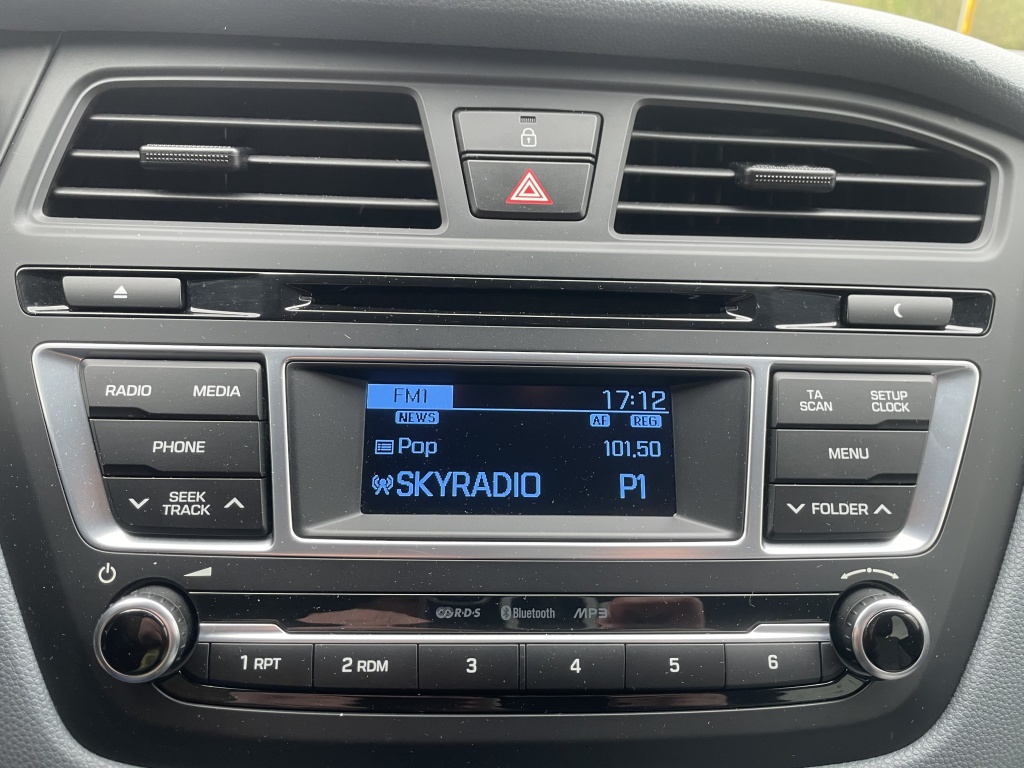 RADIO MEDIA
PHONE
SEEK
TRACK
FM1 17:12
NEWS AF REG
Pop 101.50
SKYRADIO P1
TA
SCAN
SETUP
CLOCK
MENU
FOLDER
R·D·S Bluetooth MP3
1 RPT 2 RDM 3 4 5 6